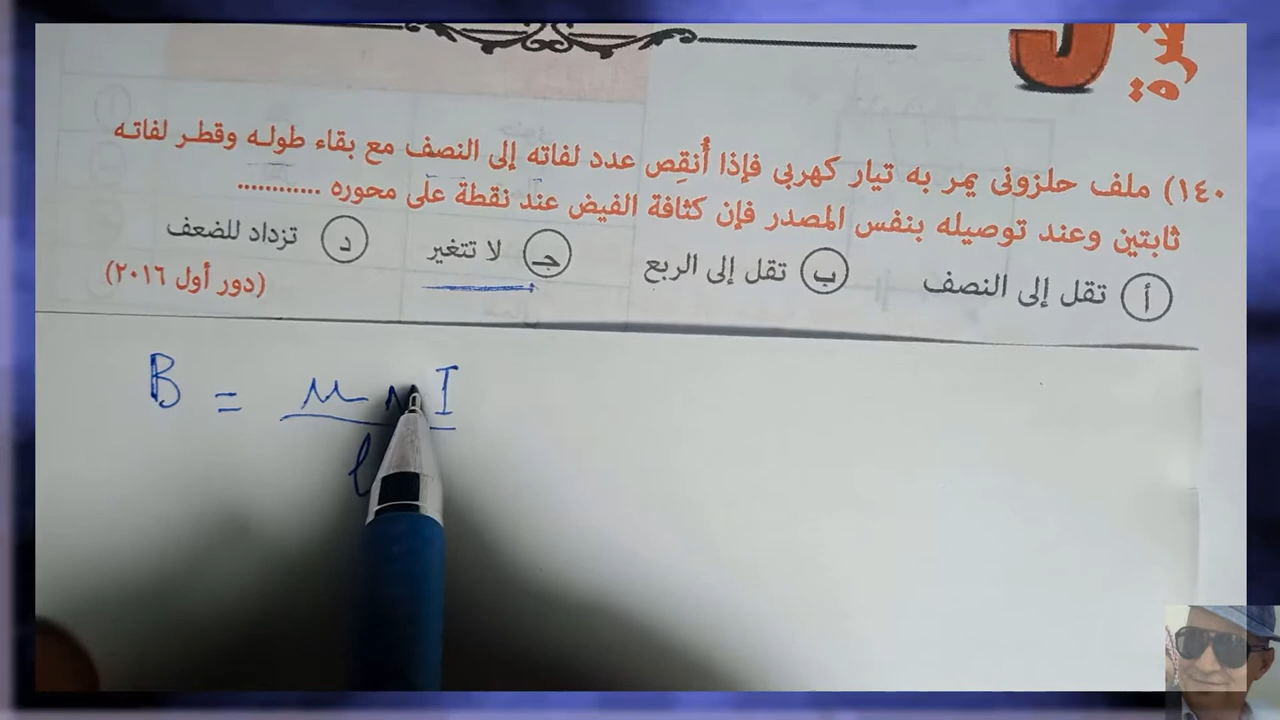 ١٤٠) ملف حلزونى يمر به تيار كهربى فإذا أُنقِص عدد لفاته إلى النصف مع بقاء طوله وقطر لفاته
ثابتين وعند توصيله بنفس المصدر فإن كثافة الفيض عند نقطة على محوره ............
أ تقل إلى النصف ب تقل إلى الربع جـ لا تتغير د تزداد للضعف
(دور أول ٢٠١٦)
B = μ N I
l